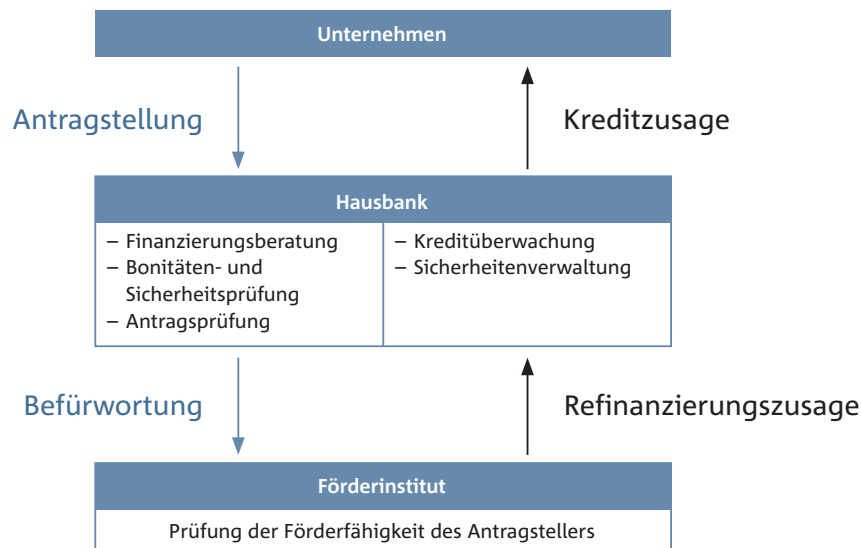 Unternehmen
Antragstellung
Kreditzusage
Hausbank
– Finanzierungsberatung
– Bonitäten- und
Sicherheitsprüfung
– Antragsprüfung
– Kreditüberwachung
– Sicherheitenverwaltung
Befürwortung
Refinanzierungszusage
Förderinstitut
Prüfung der Förderfähigkeit des Antragstellers